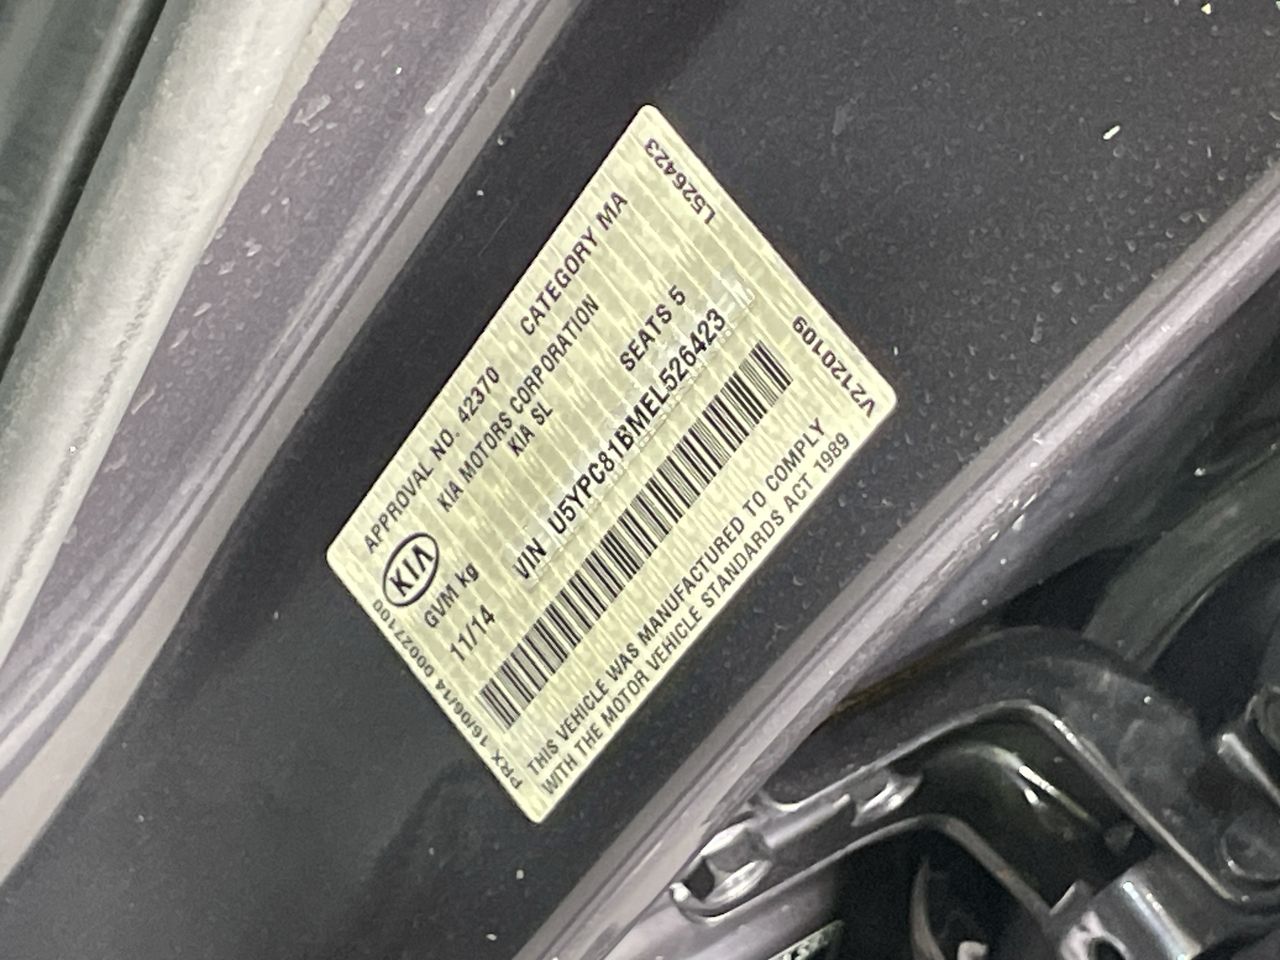 APPROVAL NO. 42370 CATEGORY MA
KIA MOTORS CORPORATION
KIA
KIA SL
GVM kg SEATS 5
11/14
VIN U5YPC81BMEL526423
THIS VEHICLE WAS MANUFACTURED TO COMPLY
WITH THE MOTOR VEHICLE STANDARDS ACT 1989
PRX 16/06/14 00027100
L526423
V2120109